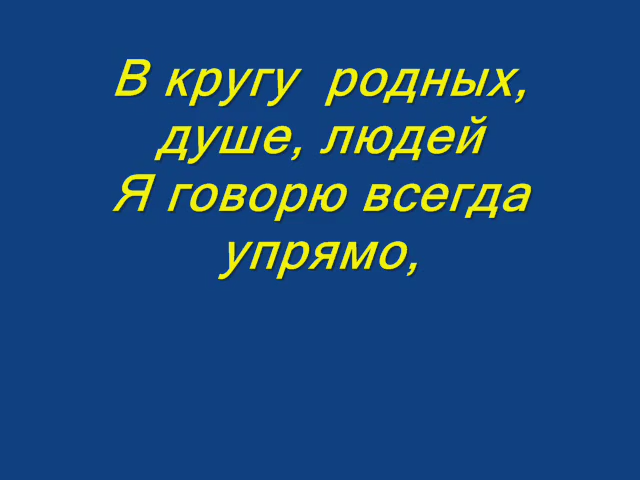 В кругу родных,
душе, людей
Я говорю всегда
упрямо,